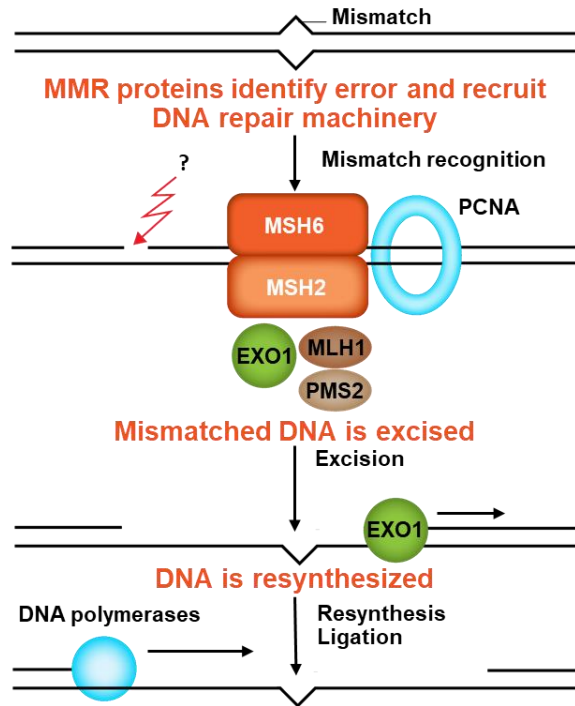 Mismatch
MMR proteins identify error and recruit
DNA repair machinery
Mismatch recognition
?
PCNA
MSH6
MSH2
EXO1
MLH1
PMS2
Mismatched DNA is excised
Excision
EXO1
DNA is resynthesized
DNA polymerases
Resynthesis
Ligation